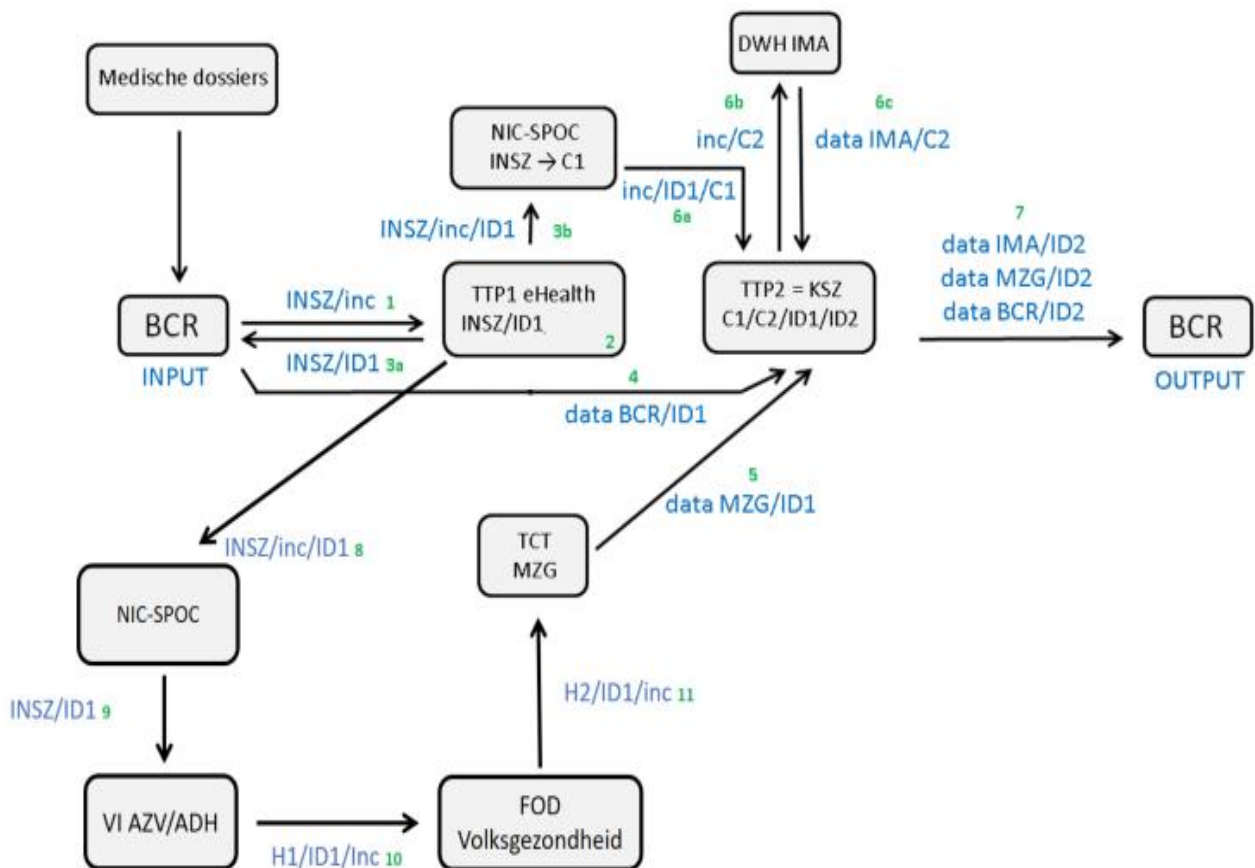 DWH IMA
Medische dossiers
6b
6c
NIC-SPOC
INSZ → C1
inc/C2
data IMA/C2
inc/ID1/C1
6a
INSZ/inc/ID1
3b
7
data IMA/ID2
data MZG/ID2
data BCR/ID2
TTP1 eHealth
INSZ/ID1
2
TTP2 = KSZ
C1/C2/ID1/ID2
INSZ/inc 1
BCR
INPUT
INSZ/ID1 3a
BCR
OUTPUT
4
data BCR/ID1
5
data MZG/ID1
INSZ/inc/ID1 8
TCT
MZG
NIC-SPOC
INSZ/ID1 9
H2/ID1/inc 11
VI AZV/ADH
FOD
Volksgezondheid
H1/ID1/Inc 10